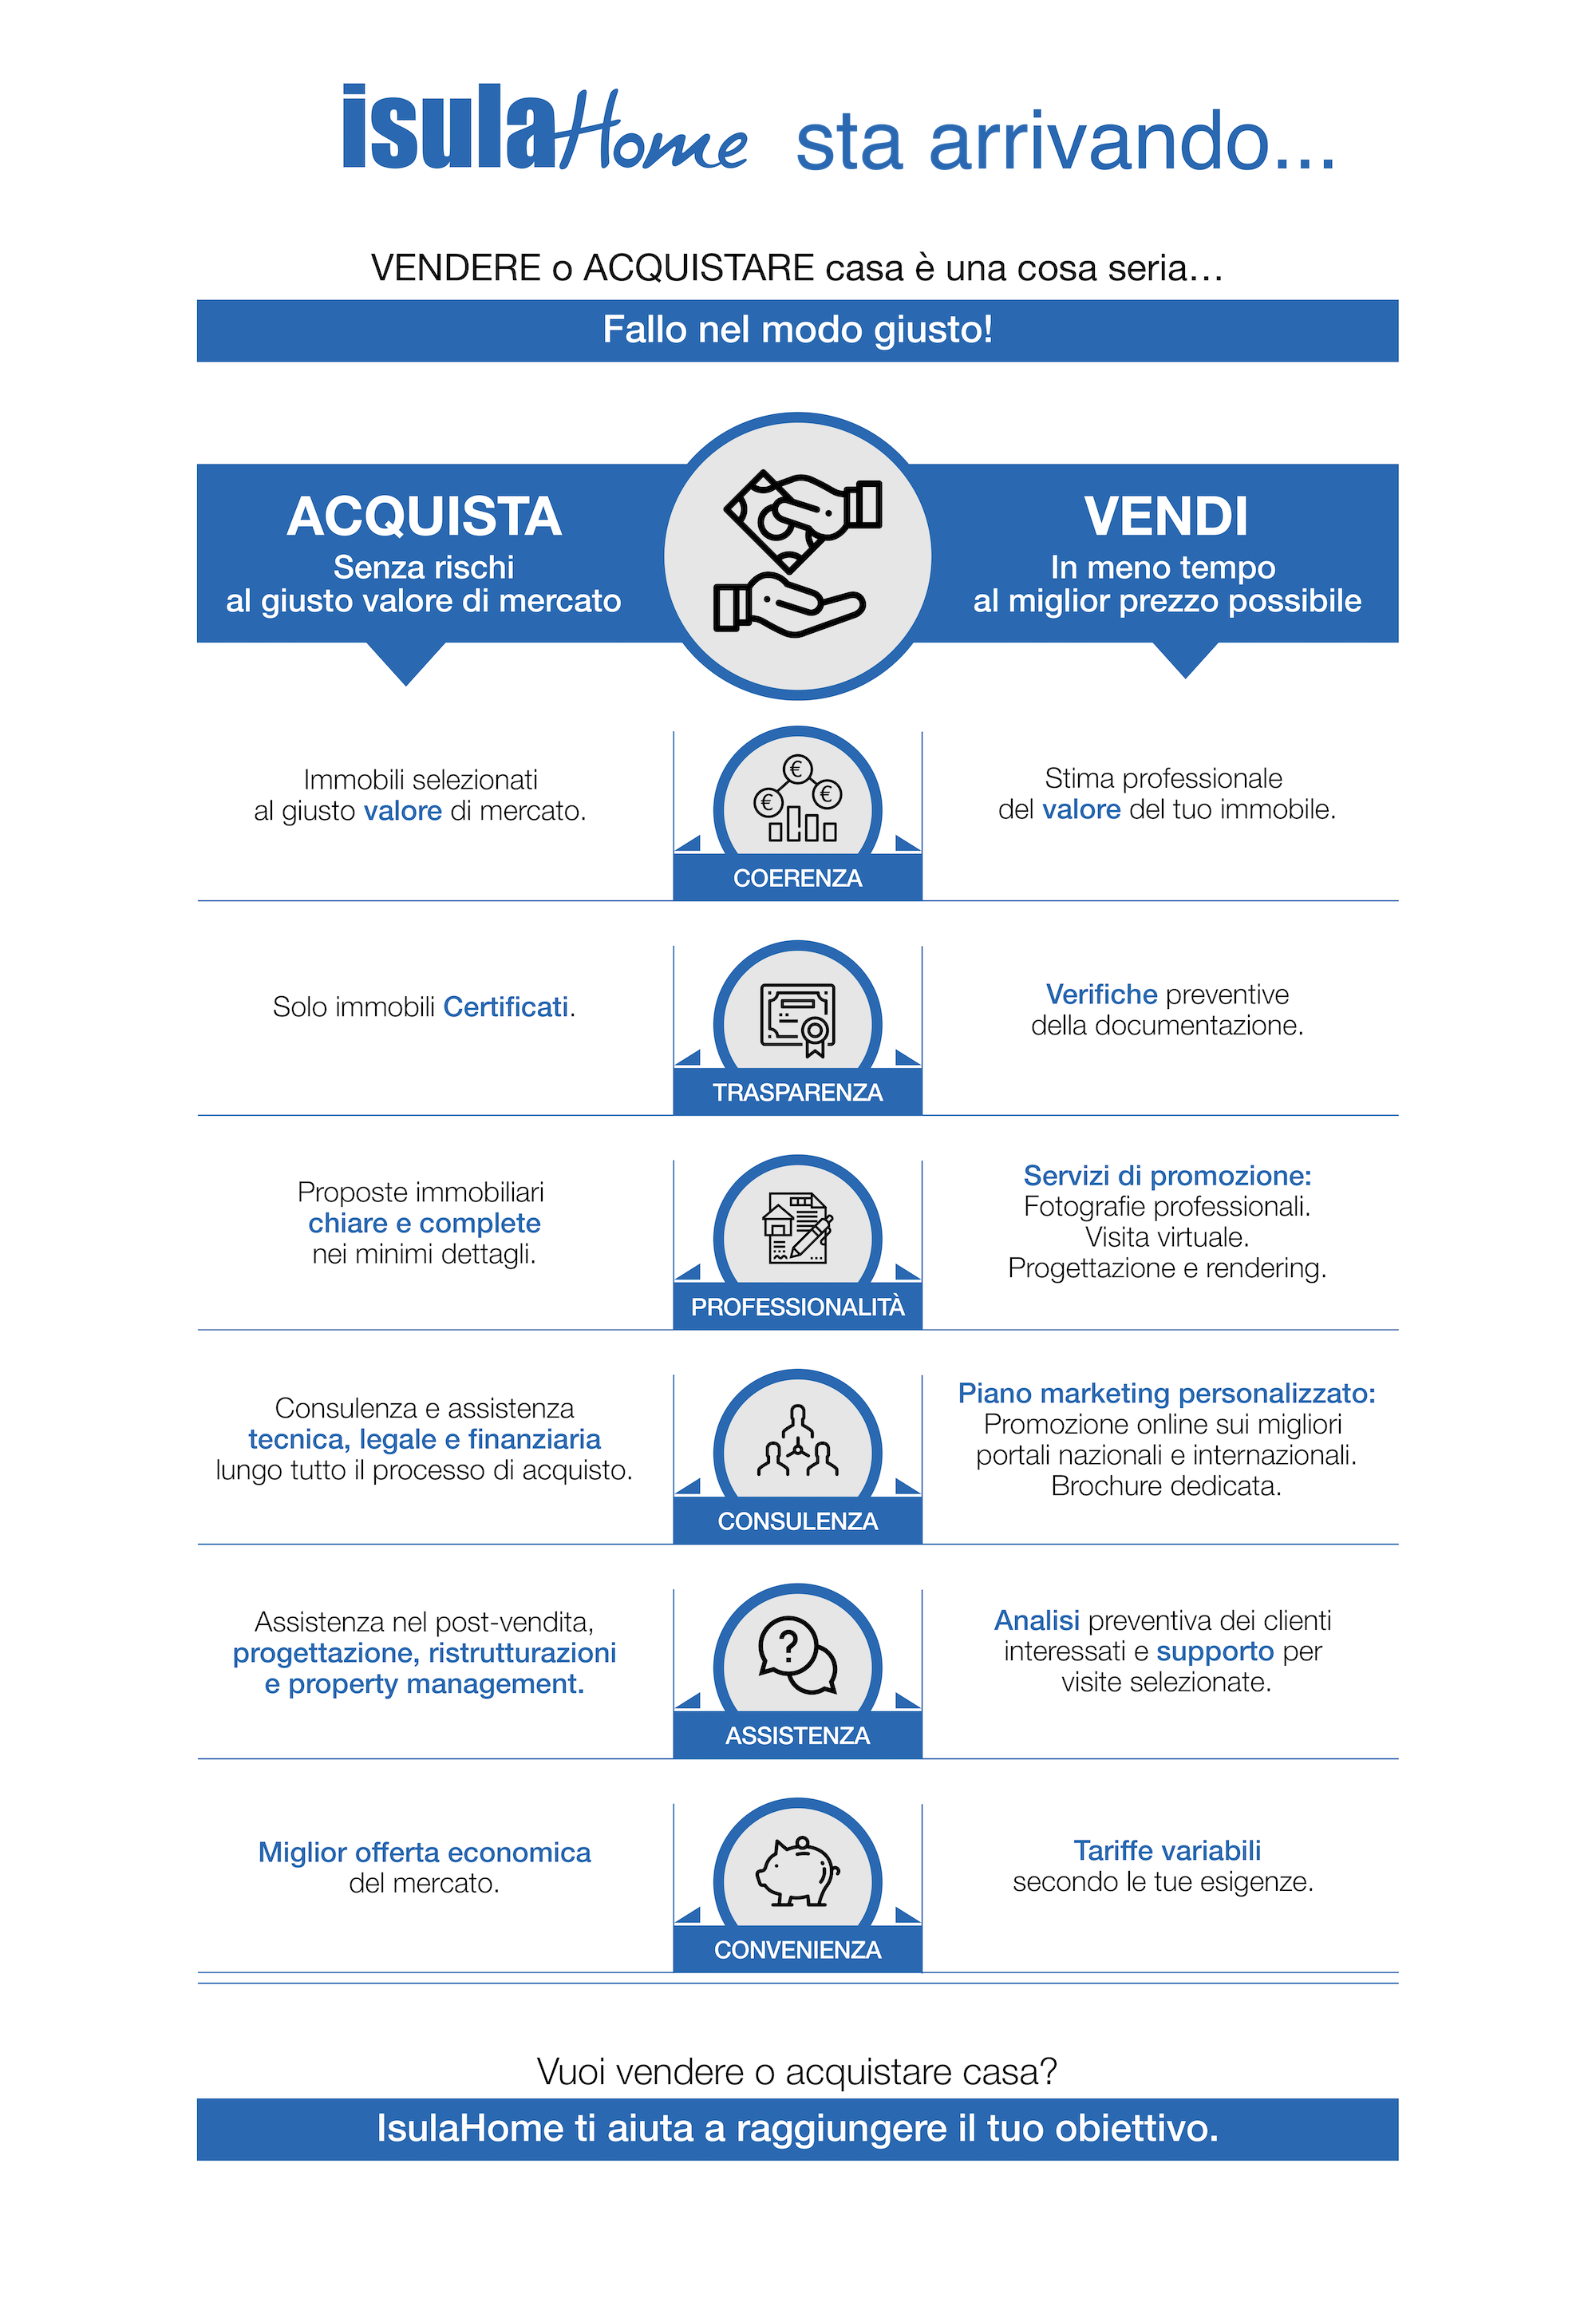 isulaHome sta arrivando...
VENDERE o ACQUISTARE casa è una cosa seria...
Fallo nel modo giusto!
ACQUISTA
Senza rischi
al giusto valore di mercato
VENDI
In meno tempo
al miglior prezzo possibile
Immobili selezionati
al giusto valore di mercato.
€
€
€
COERENZA
Stima professionale
del valore del tuo immobile.
Solo immobili Certificati.
TRASPARENZA
Verifiche preventive
della documentazione.
Proposte immobiliari
chiare e complete
nei minimi dettagli.
PROFESSIONALITÀ
Servizi di promozione:
Fotografie professionali.
Visita virtuale.
Progettazione e rendering.
Consulenza e assistenza
tecnica, legale e finanziaria
lungo tutto il processo di acquisto.
CONSULENZA
Piano marketing personalizzato:
Promozione online sui migliori
portali nazionali e internazionali.
Brochure dedicata.
Assistenza nel post-vendita,
progettazione, ristrutturazioni
e property management.
?
ASSISTENZA
Analisi preventiva dei clienti
interessati e supporto per
visite selezionate.
Miglior offerta economica
del mercato.
CONVENIENZA
Tariffe variabili
secondo le tue esigenze.
Vuoi vendere o acquistare casa?
IsulaHome ti aiuta a raggiungere il tuo obiettivo.